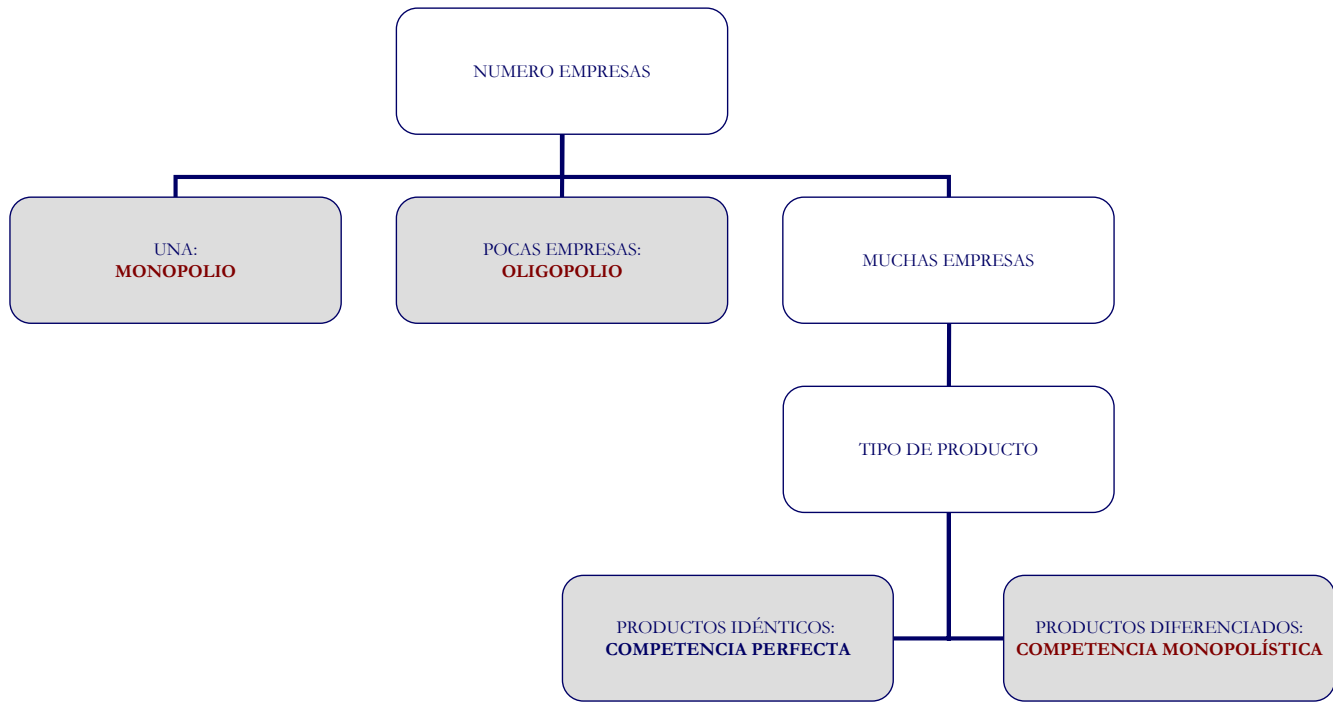 NUMERO EMPRESAS
UNA:
MONOPOLIO
POCAS EMPRESAS:
OLIGOPOLIO
MUCHAS EMPRESAS
TIPO DE PRODUCTO
PRODUCTOS IDÉNTICOS:
COMPETENCIA PERFECTA
PRODUCTOS DIFERENCIADOS:
COMPETENCIA MONOPOLÍSTICA